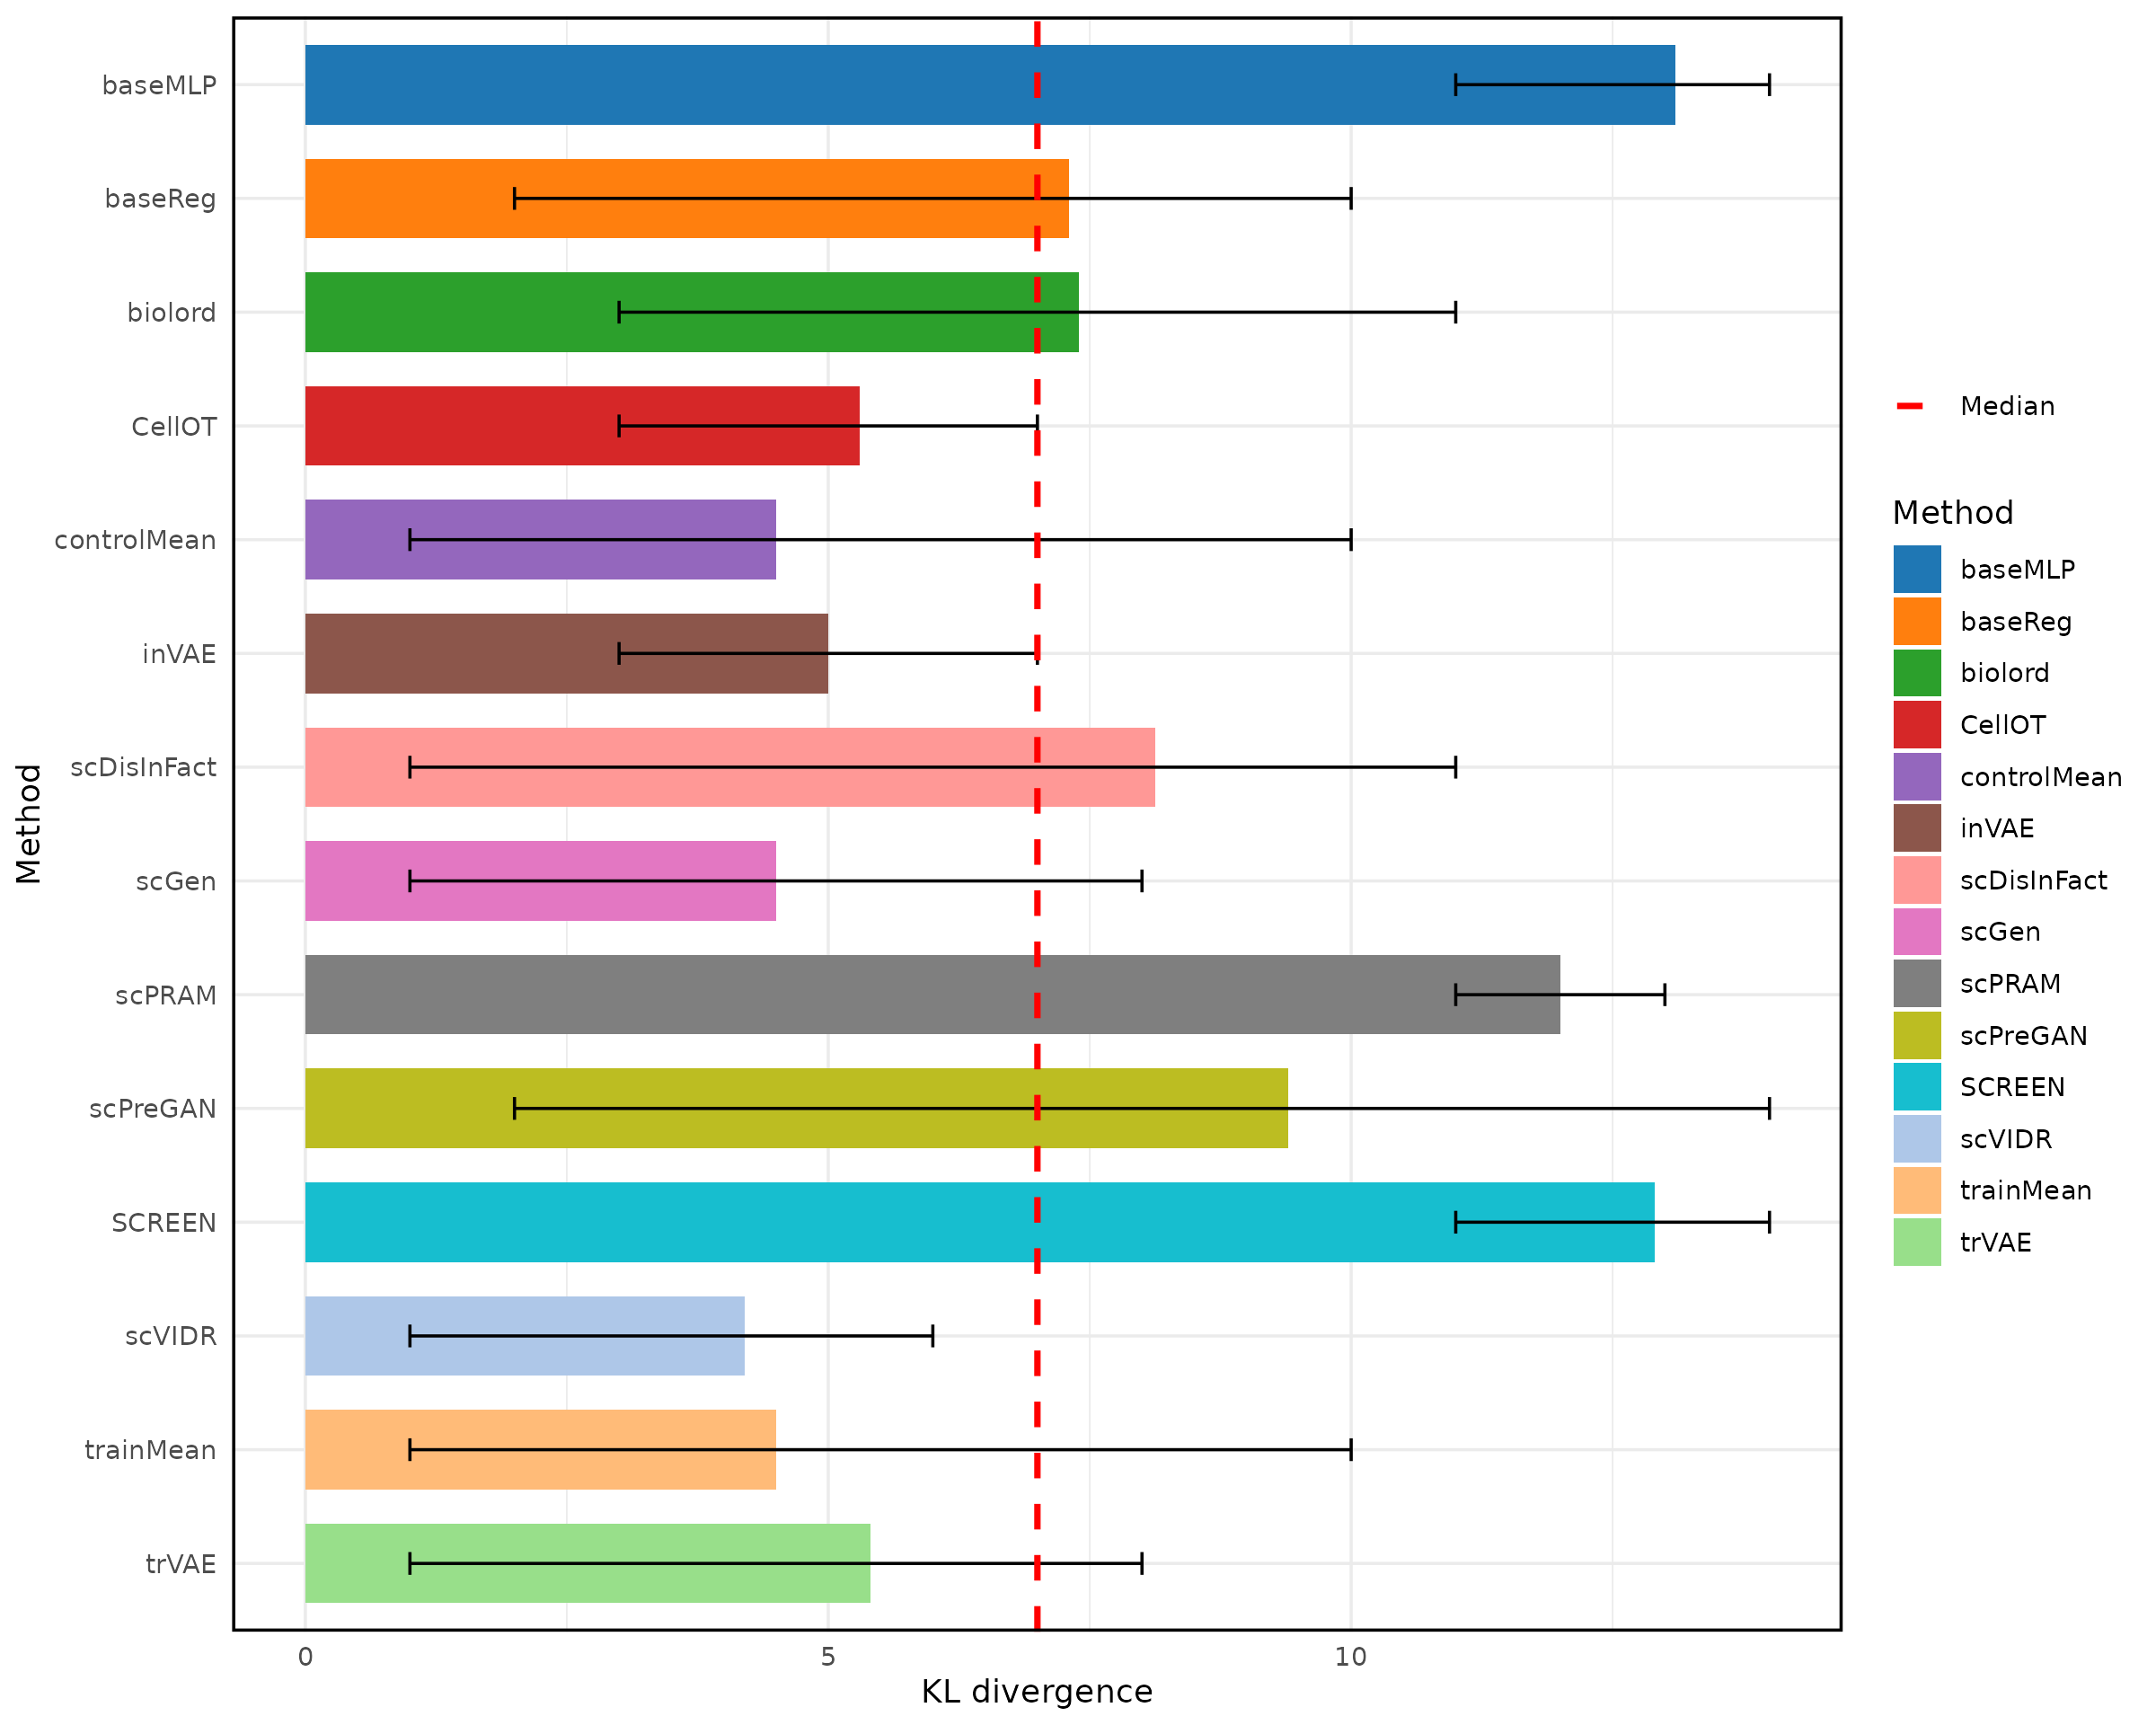 baseMLP
baseReg
biolord
CellOT
controlMean
inVAE
scDisInFact
scGen
scPRAM
scPreGAN
SCREEN
scVIDR
trainMean
trVAE
Method
0 5 10
KL divergence
Median
Method
baseMLP
baseReg
biolord
CellOT
controlMean
inVAE
scDisInFact
scGen
scPRAM
scPreGAN
SCREEN
scVIDR
trainMean
trVAE